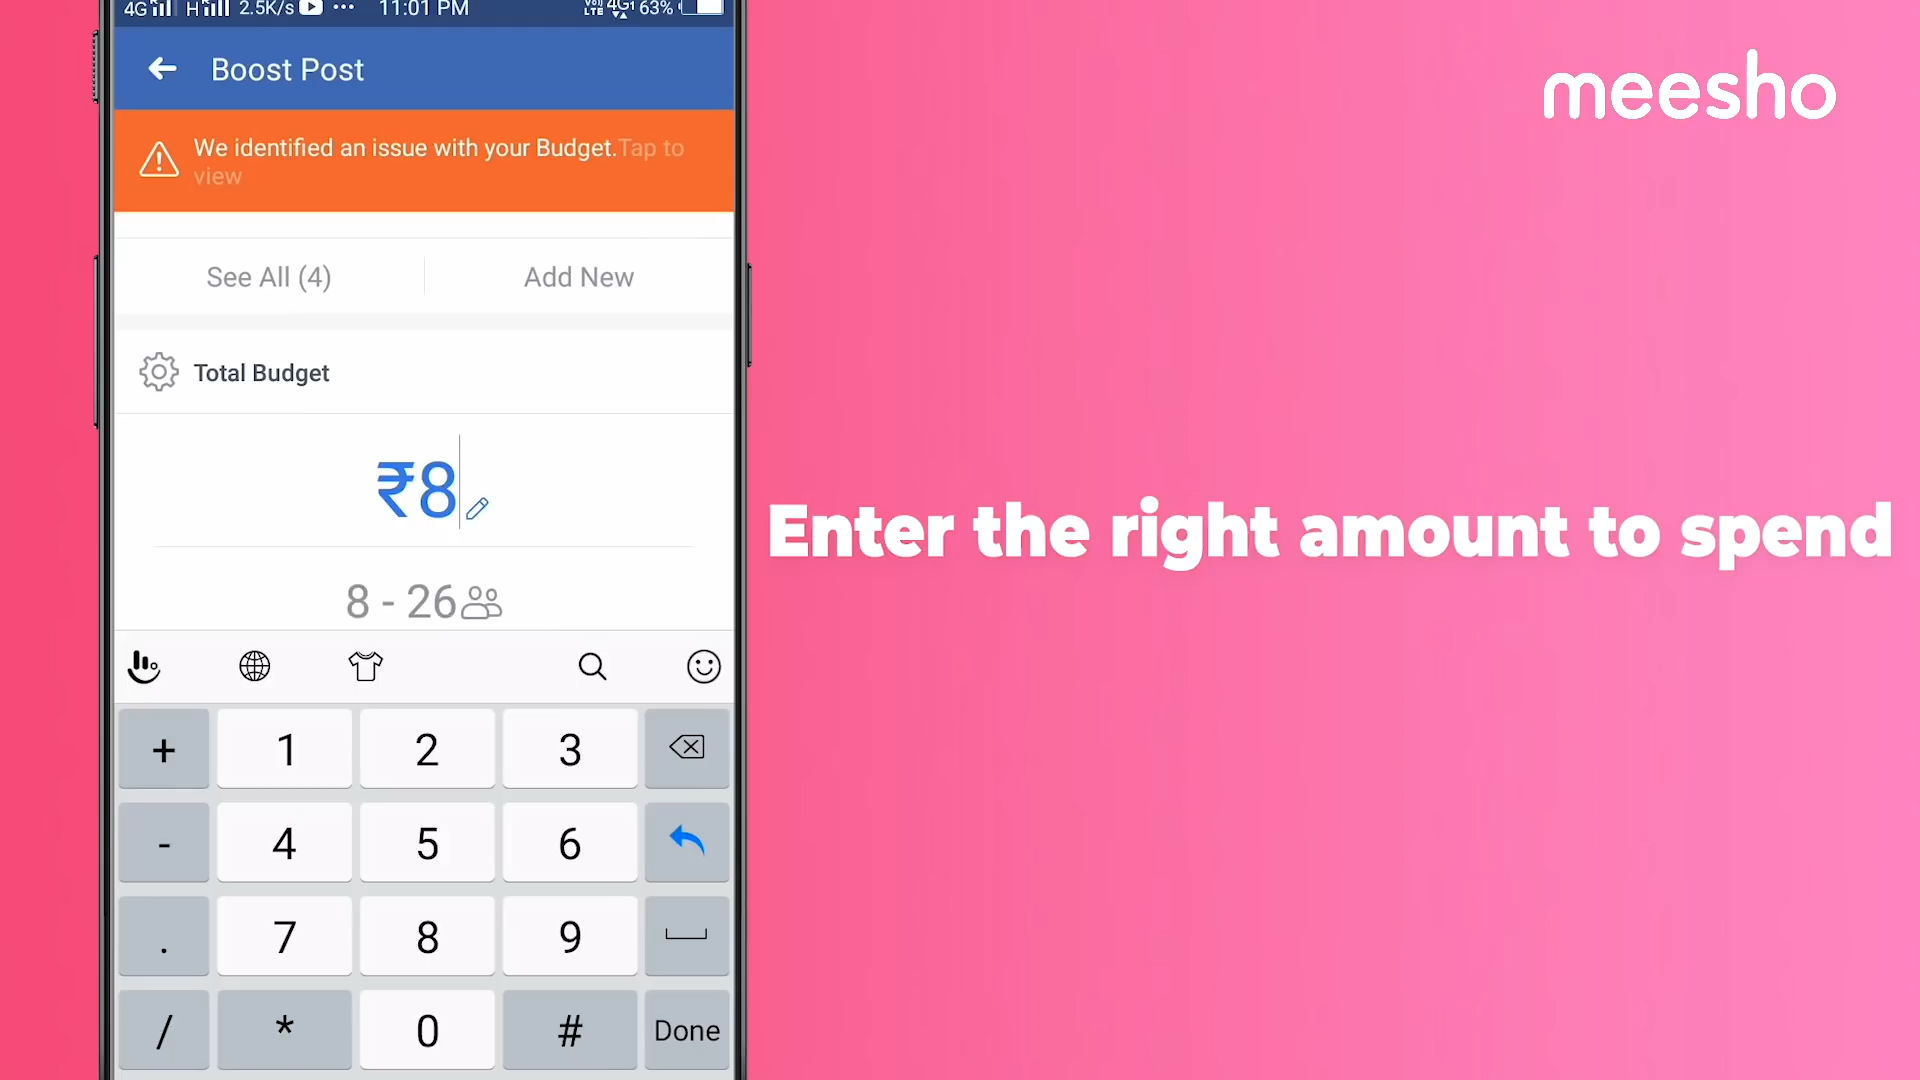 4G H 2.5K/s ... 11:01 PM VoLTE 4G1 63%
Boost Post
We identified an issue with your Budget.Tap to
view
See All (4) Add New
Total Budget
₹8
8 - 26
+ 1 2 3
- 4 5 6
. 7 8 9
/ * 0 # Done
meesho
Enter the right amount to spend